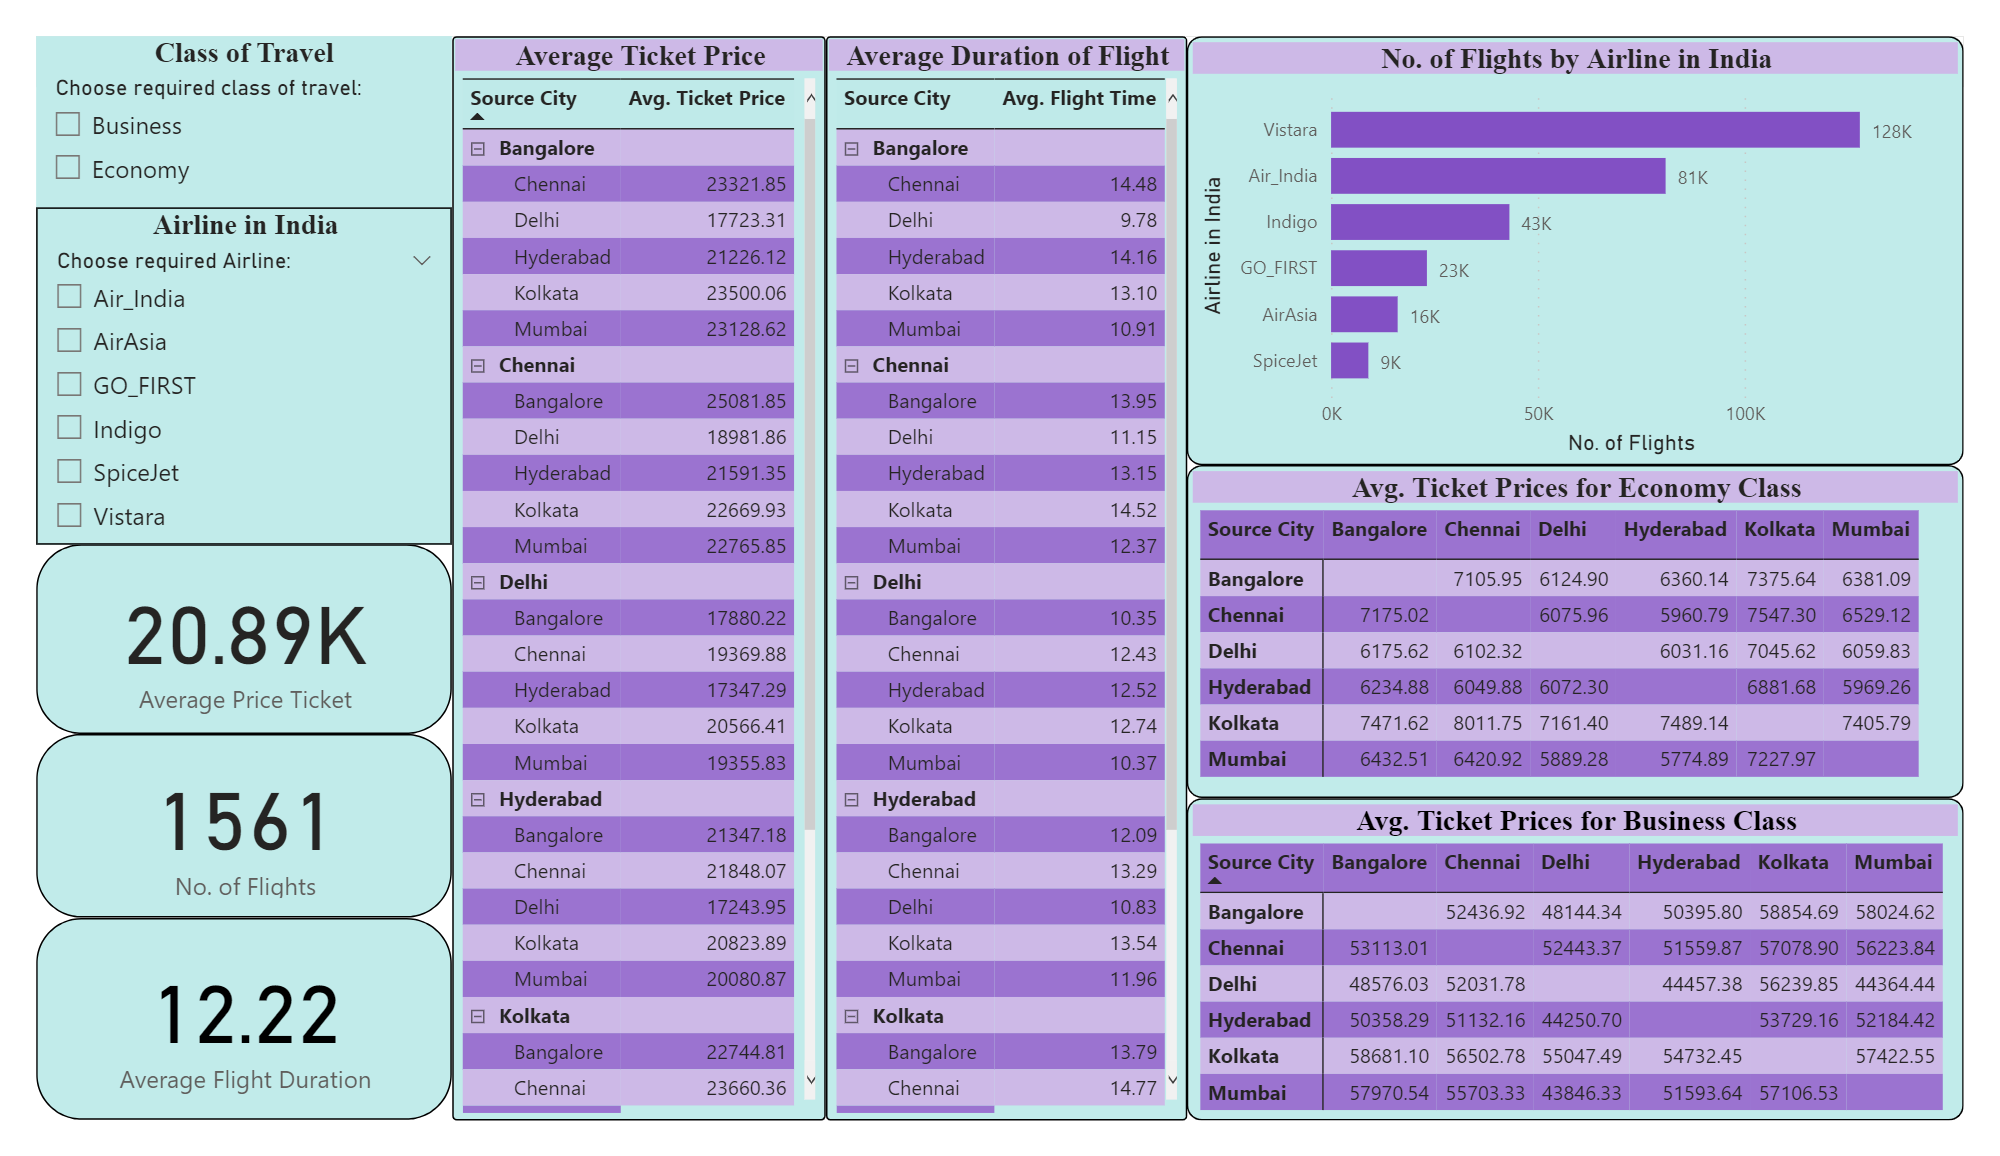 Class of Travel
Choose required class of travel:
Business
Economy
Airline in India
Choose required Airline:
Air_India
AirAsia
GO_FIRST
Indigo
SpiceJet
Vistara
20.89K
Average Price Ticket
1561
No. of Flights
12.22
Average Flight Duration
Average Ticket Price
Source City Avg. Ticket Price
Bangalore
Chennai 23321.85
Delhi 17723.31
Hyderabad 21226.12
Kolkata 23500.06
Mumbai 23128.62
Chennai
Bangalore 25081.85
Delhi 18981.86
Hyderabad 21591.35
Kolkata 22669.93
Mumbai 22765.85
Delhi
Bangalore 17880.22
Chennai 19369.88
Hyderabad 17347.29
Kolkata 20566.41
Mumbai 19355.83
Hyderabad
Bangalore 21347.18
Chennai 21848.07
Delhi 17243.95
Kolkata 20823.89
Mumbai 20080.87
Kolkata
Bangalore 22744.81
Chennai 23660.36
Average Duration of Flight
Source City Avg. Flight Time
Bangalore
Chennai 14.48
Delhi 9.78
Hyderabad 14.16
Kolkata 13.10
Mumbai 10.91
Chennai
Bangalore 13.95
Delhi 11.15
Hyderabad 13.15
Kolkata 14.52
Mumbai 12.37
Delhi
Bangalore 10.35
Chennai 12.43
Hyderabad 12.52
Kolkata 12.74
Mumbai 10.37
Hyderabad
Bangalore 12.09
Chennai 13.29
Delhi 10.83
Kolkata 13.54
Mumbai 11.96
Kolkata
Bangalore 13.79
Chennai 14.77
No. of Flights by Airline in India
Airline in India
Vistara 128K
Air_India 81K
Indigo 43K
GO_FIRST 23K
AirAsia 16K
SpiceJet 9K
0K 50K 100K
No. of Flights
Avg. Ticket Prices for Economy Class
Source City Bangalore Chennai Delhi Hyderabad Kolkata Mumbai
Bangalore 7105.95 6124.90 6360.14 7375.64 6381.09
Chennai 7175.02 6075.96 5960.79 7547.30 6529.12
Delhi 6175.62 6102.32 6031.16 7045.62 6059.83
Hyderabad 6234.88 6049.88 6072.30 6881.68 5969.26
Kolkata 7471.62 8011.75 7161.40 7489.14 7405.79
Mumbai 6432.51 6420.92 5889.28 5774.89 7227.97
Avg. Ticket Prices for Business Class
Source City Bangalore Chennai Delhi Hyderabad Kolkata Mumbai
Bangalore 52436.92 48144.34 50395.80 58854.69 58024.62
Chennai 53113.01 52443.37 51559.87 57078.90 56223.84
Delhi 48576.03 52031.78 44457.38 56239.85 44364.44
Hyderabad 50358.29 51132.16 44250.70 53729.16 52184.42
Kolkata 58681.10 56502.78 55047.49 54732.45 57422.55
Mumbai 57970.54 55703.33 43846.33 51593.64 57106.53